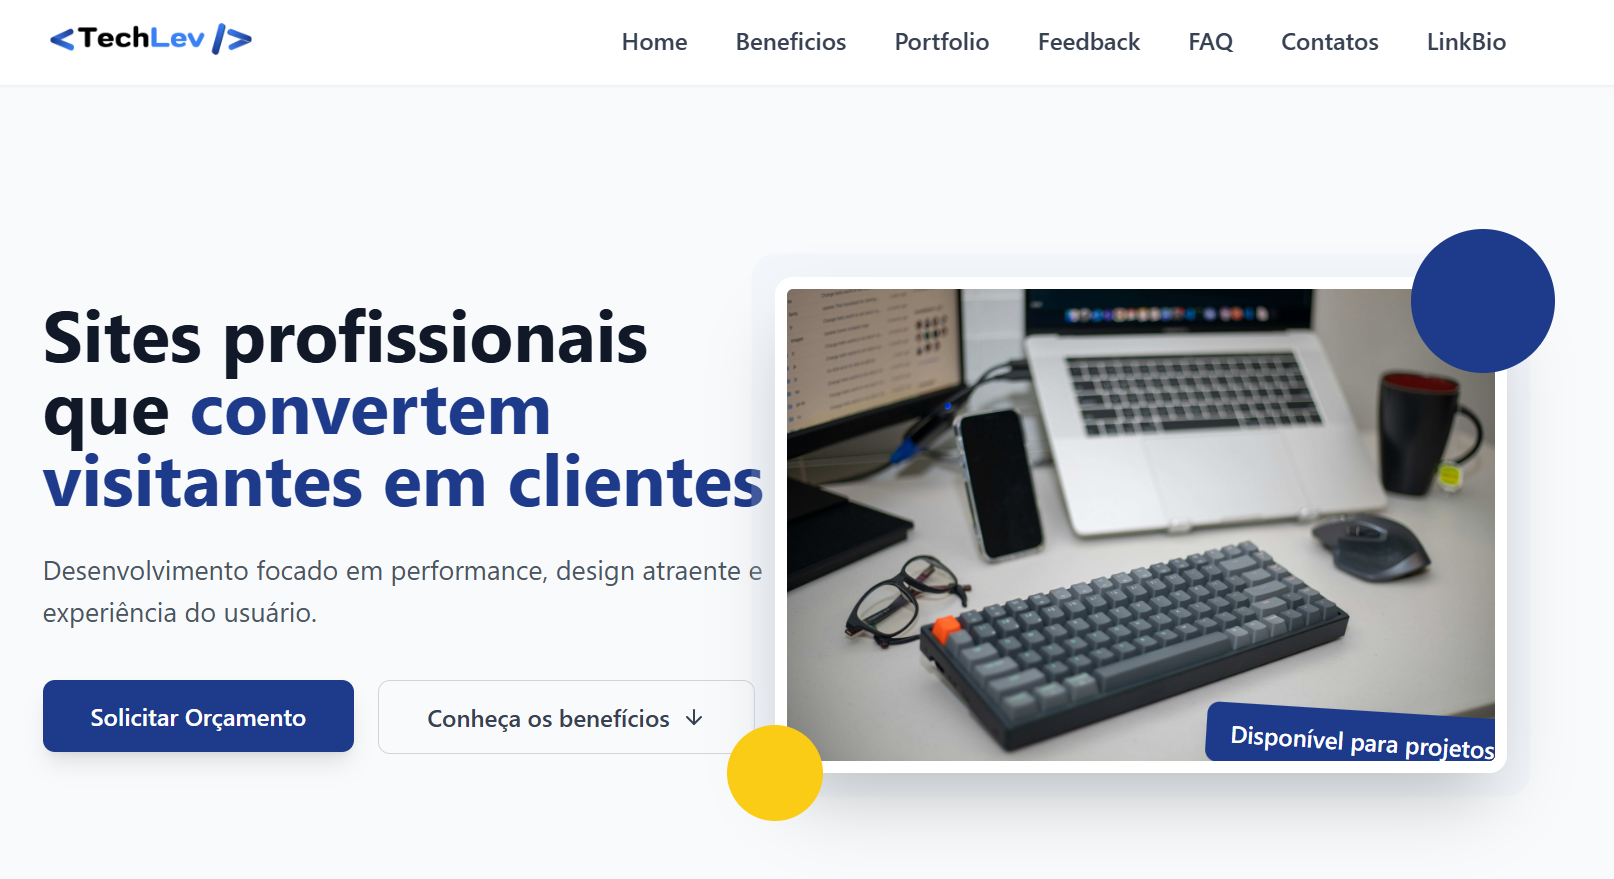 <TechLev/>
Home Beneficios Portfolio Feedback FAQ Contatos LinkBio
Sites profissionais
que convertem
visitantes em clientes
Desenvolvimento focado em performance, design atraente e
experiência do usuário.
Solicitar Orçamento
Conheça os benefícios ↓
Disponível para projetos